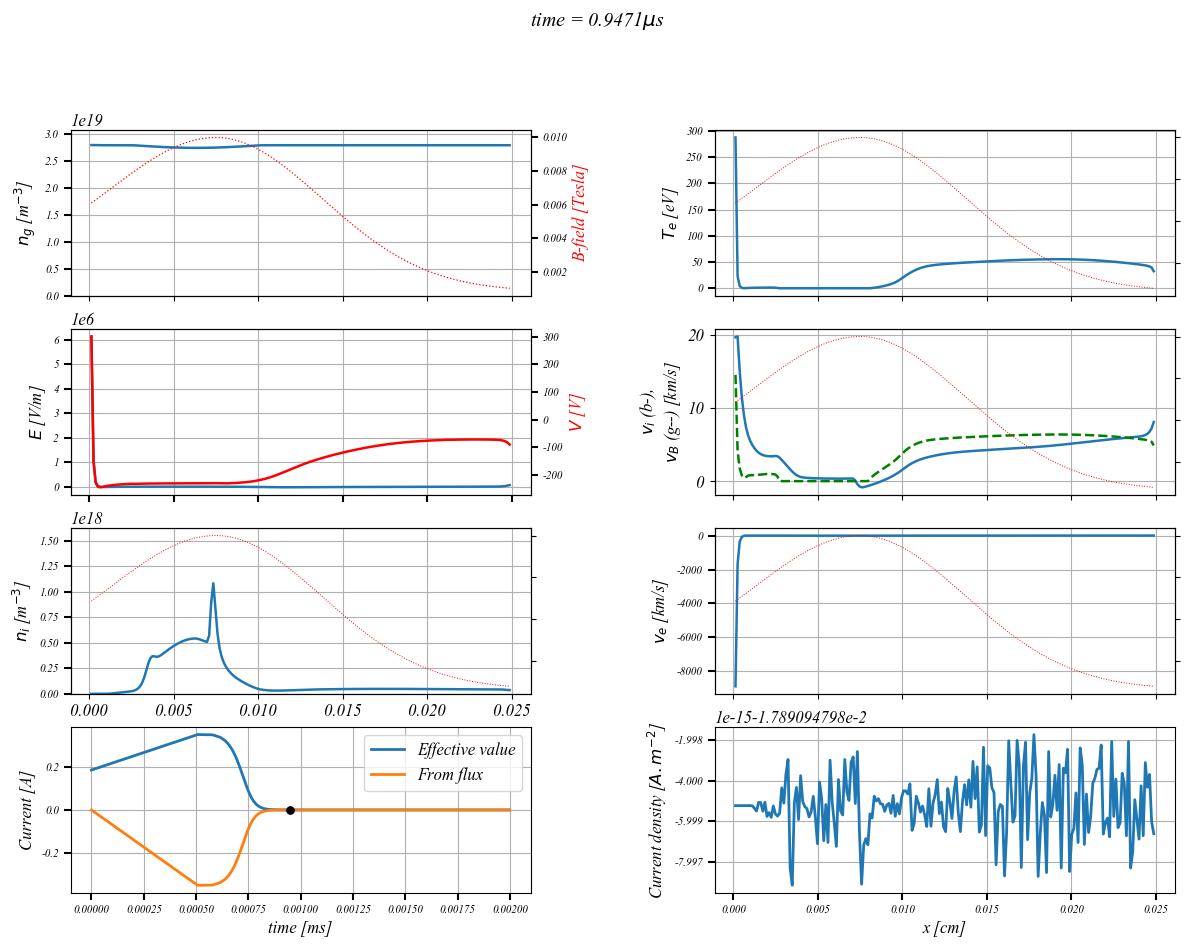 time = 0.9471μs
1e19
n_g [m^{-3}]
3.0
2.5
2.0
1.5
1.0
0.5
0.0
0.010
0.008
0.006
0.004
0.002
B-field [Tesla]
T_e [eV]
300
250
200
150
100
50
0
1e6
E [V/m]
6
5
4
3
2
1
0
300
200
100
0
-100
-200
V [V]
v_i (b-),
v_B (g--) [km/s]
20
10
0
1e18
n_i [m^{-3}]
1.50
1.25
1.00
0.75
0.50
0.25
0.00
0.000 0.005 0.010 0.015 0.020 0.025
v_e [km/s]
0
-2000
-4000
-6000
-8000
Current [A]
0.2
0.0
-0.2
Effective value
From flux
0.00000 0.00025 0.00050 0.00075 0.00100 0.00125 0.00150 0.00175 0.00200
time [ms]
1e-15-1.789094798e-2
Current density [A.m^{-2}]
-1.998
-4.000
-5.999
-7.997
0.000 0.005 0.010 0.015 0.020 0.025
x [cm]